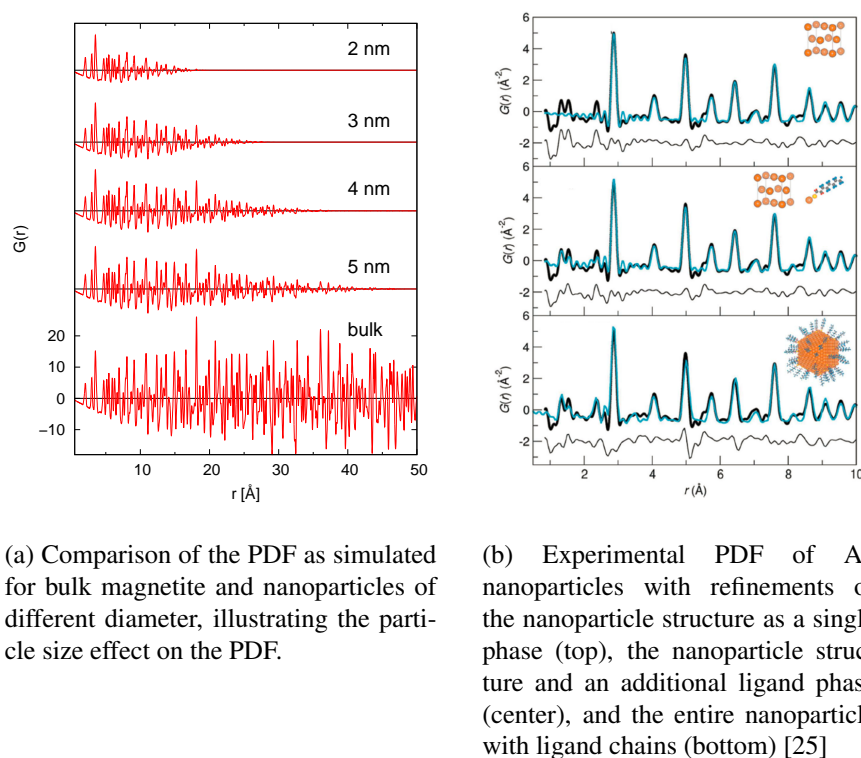 2 nm
3 nm
4 nm
5 nm
bulk
G(r)
20
10
0
−10
10
20
30
40
50
r [Å]
6
4
2
0
-2
G(r) (Å⁻²)
6
4
2
0
-2
G(r) (Å⁻²)
6
4
2
0
-2
-4
G(r) (Å⁻²)
2
4
6
8
10
r (Å)
(a) Comparison of the PDF as simulated
for bulk magnetite and nanoparticles of
different diameter, illustrating the parti-
cle size effect on the PDF.
(b) Experimental PDF of A
nanoparticles with refinements o
the nanoparticle structure as a singl
phase (top), the nanoparticle struc
ture and an additional ligand phas
(center), and the entire nanoparticl
with ligand chains (bottom) [25]